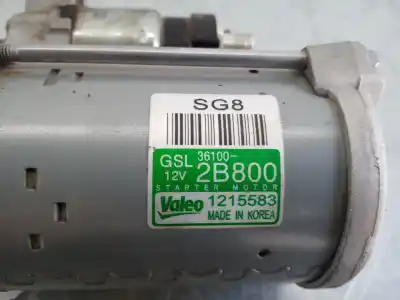 SG8
GSL 36100-
12V 2B800
STARTER MOTOR
Valeo 1215583
MADE IN KOREA